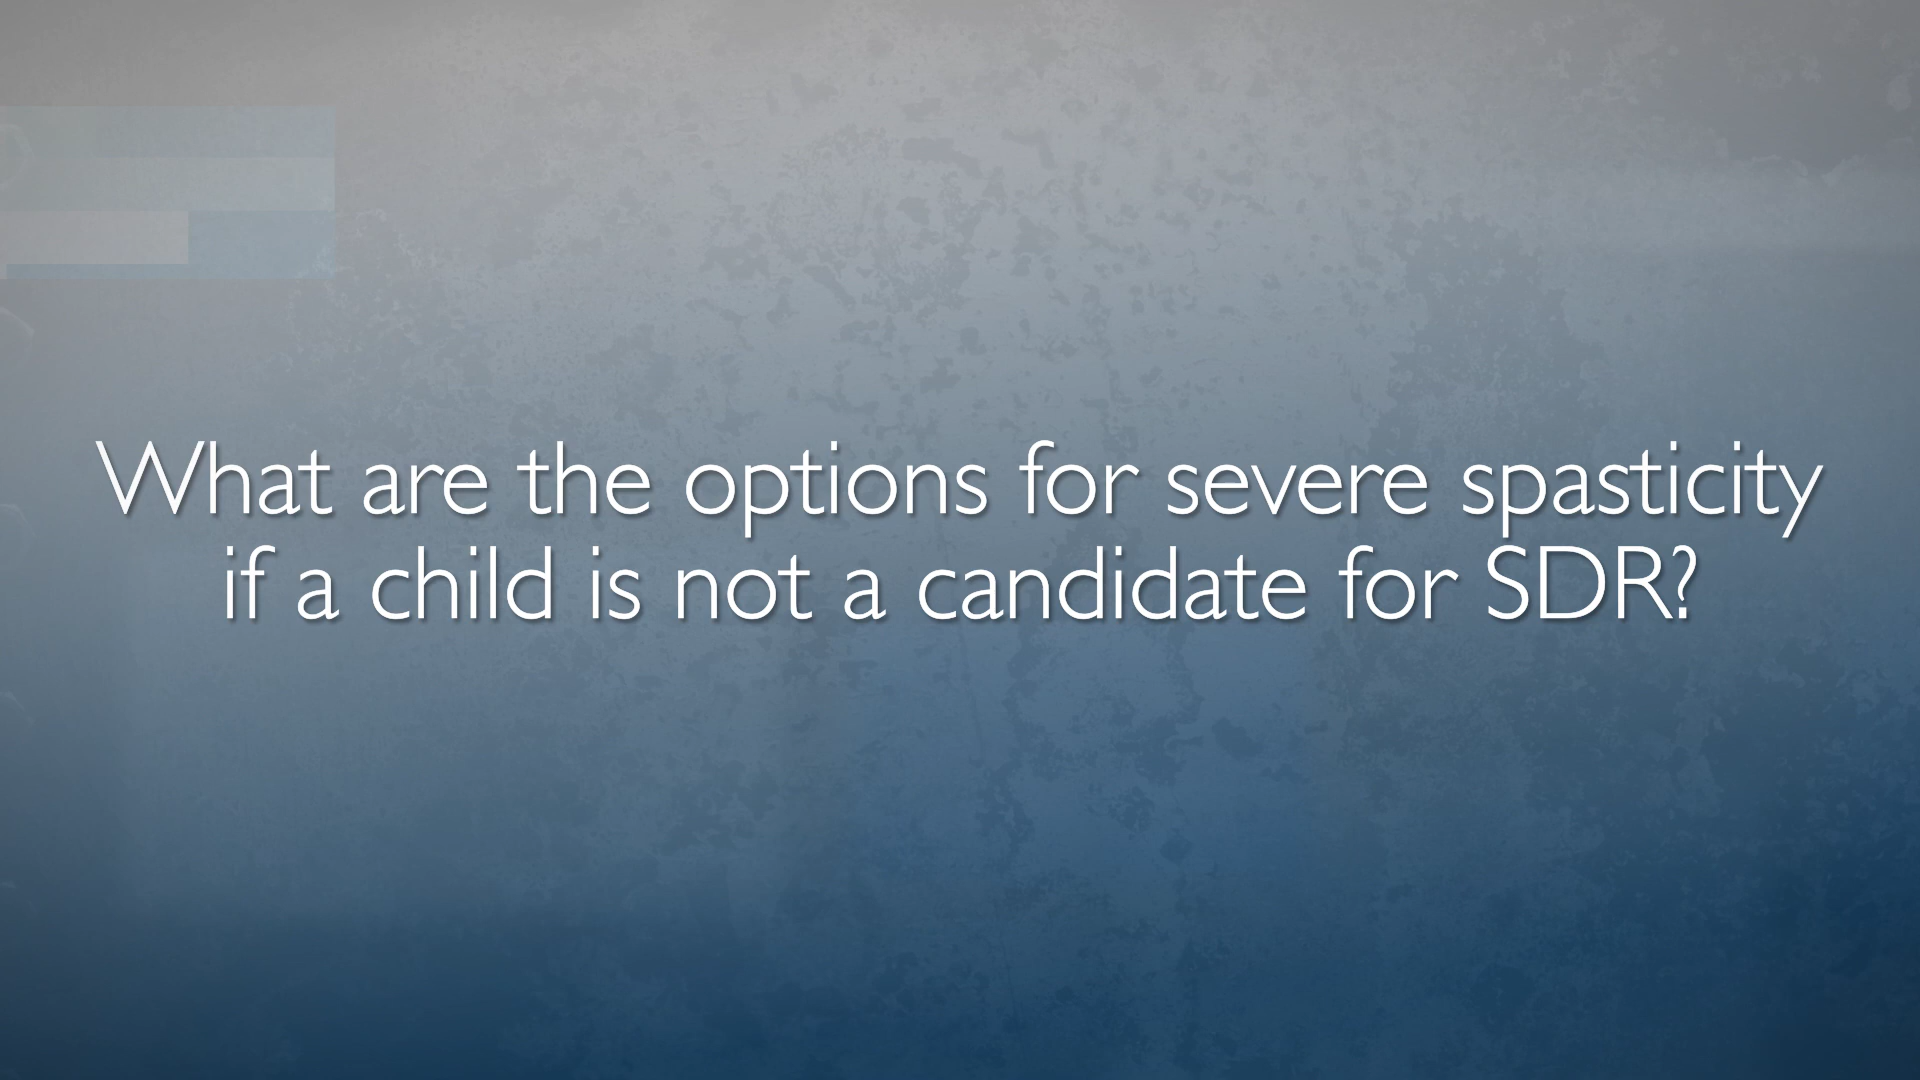 What are the options for severe spasticity
if a child is not a candidate for SDR?